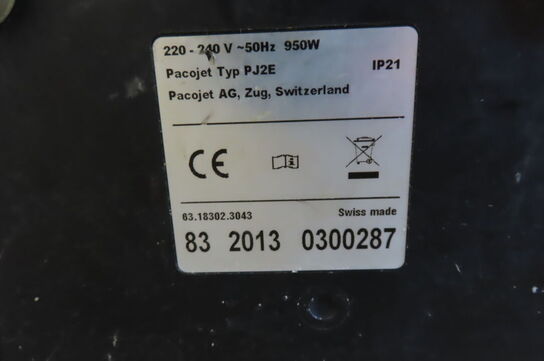 220 - 240 V ~50Hz 950W
Pacojet Typ PJ2E IP21
Pacojet AG, Zug, Switzerland
CE
63.18302.3043 Swiss made
83 2013 0300287